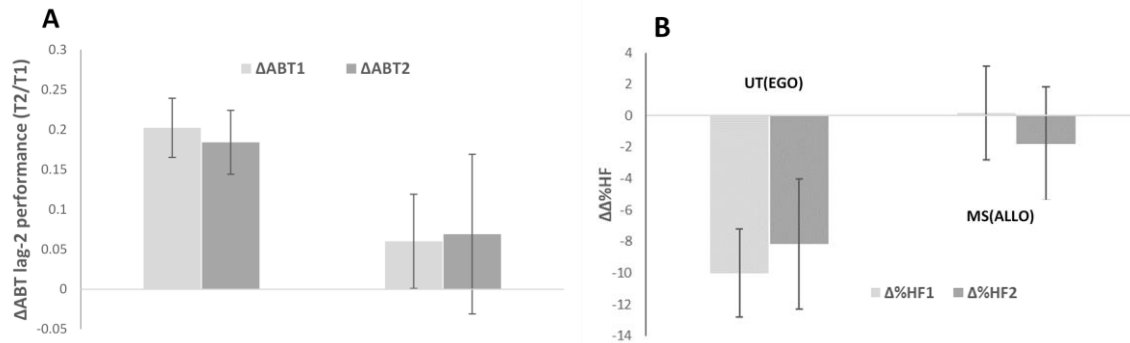 A
ΔABT lag-2 performance (T2/T1)
0.3
0.25
0.2
0.15
0.1
0.05
0
-0.05
ΔABT1 ΔABT2
B
ΔΔ%HF
4
2
0
-2
-4
-6
-8
-10
-12
-14
UT(EGO)
MS(ALLO)
Δ%HF1 Δ%HF2